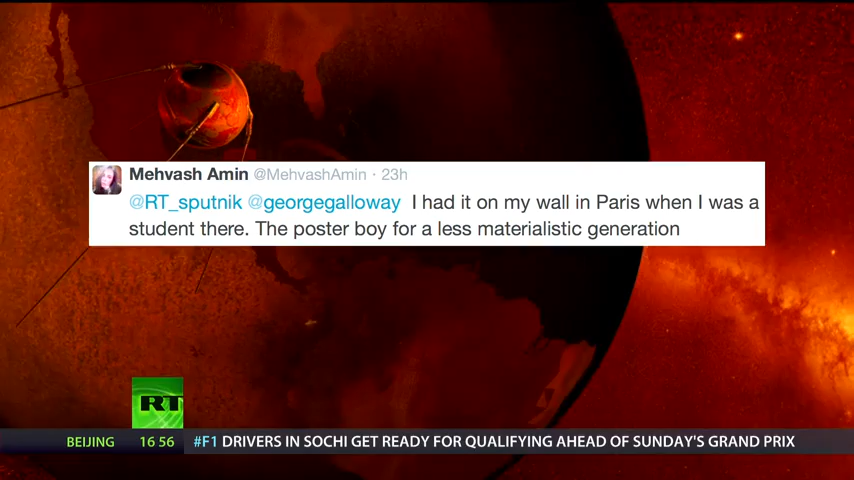 Mehvash Amin @MehvashAmin · 23h
@RT_sputnik @georgegalloway I had it on my wall in Paris when I was a
student there. The poster boy for a less materialistic generation
RT
BEIJING 16 56 #F1 DRIVERS IN SOCHI GET READY FOR QUALIFYING AHEAD OF SUNDAY'S GRAND PRIX